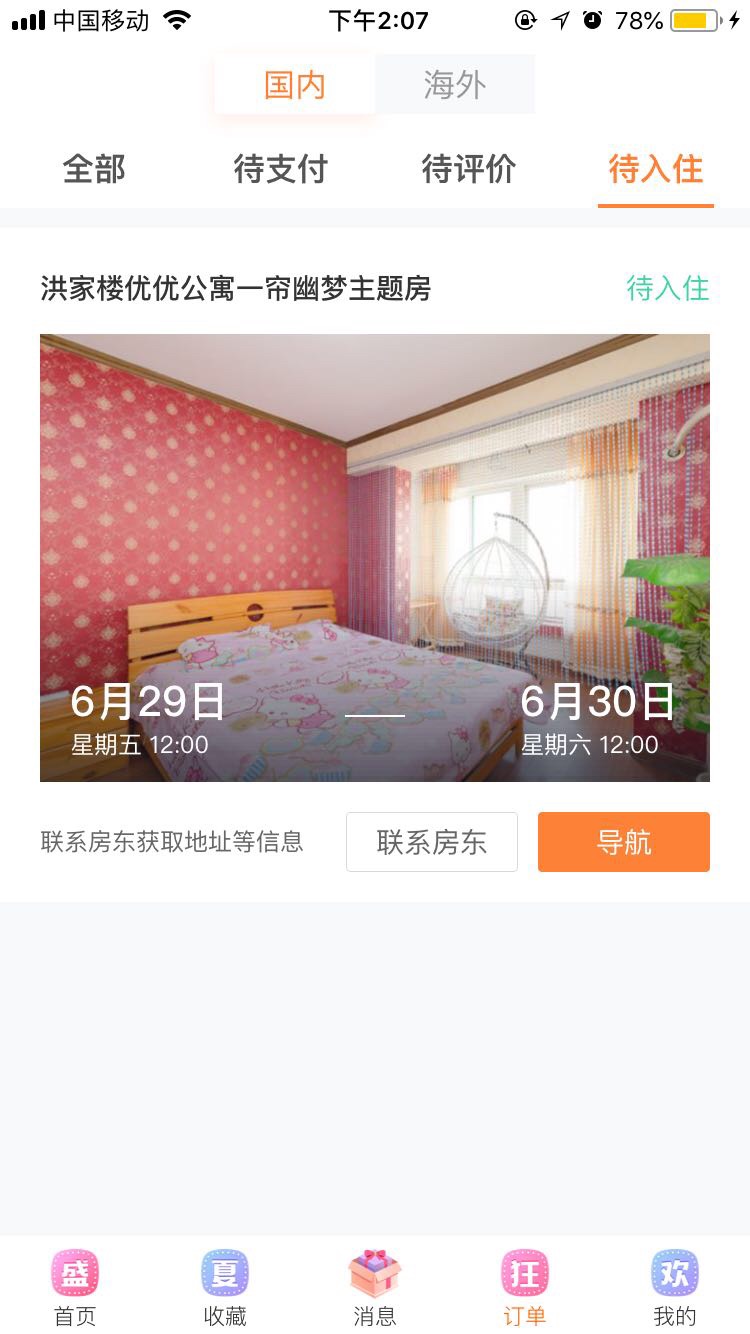 中国移动 下午2:07 78%
国内 海外
全部 待支付 待评价 待入住
洪家楼优优公寓一帘幽梦主题房 待入住
6月29日 6月30日
星期五 12:00 星期六 12:00
联系房东获取地址等信息 联系房东 导航
盛 夏 狂 欢
首页 收藏 消息 订单 我的